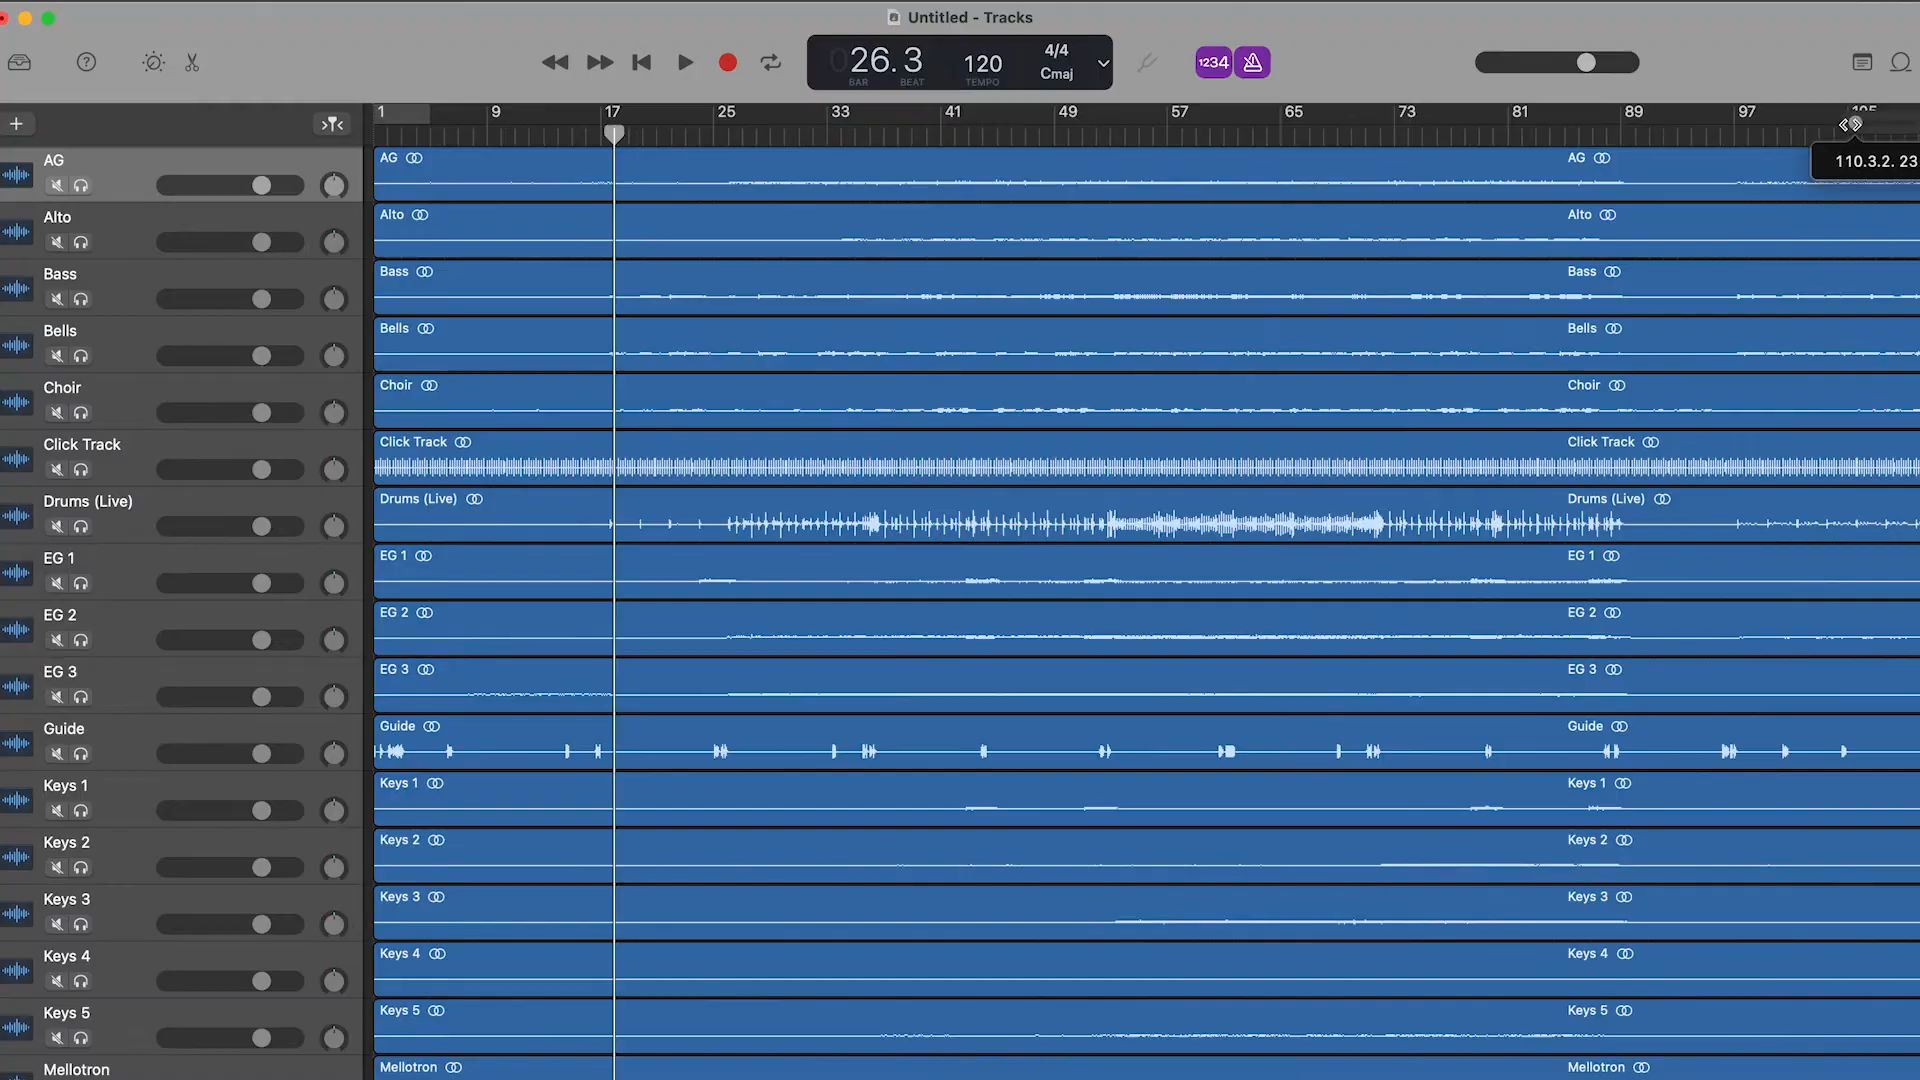 Untitled - Tracks
026.3
BAR
BEAT
120
TEMPO
4/4
Cmaj
1234
1 9 17 25 33 41 49 57 65 73 81 89 97 105
110.3.2. 23
AG
AG
AG
Alto
Alto
Alto
Bass
Bass
Bass
Bells
Bells
Bells
Choir
Choir
Choir
Click Track
Click Track
Click Track
Drums (Live)
Drums (Live)
Drums (Live)
EG 1
EG 1
EG 1
EG 2
EG 2
EG 2
EG 3
EG 3
EG 3
Guide
Guide
Guide
Keys 1
Keys 1
Keys 1
Keys 2
Keys 2
Keys 2
Keys 3
Keys 3
Keys 3
Keys 4
Keys 4
Keys 4
Keys 5
Keys 5
Keys 5
Mellotron
Mellotron
Mellotron